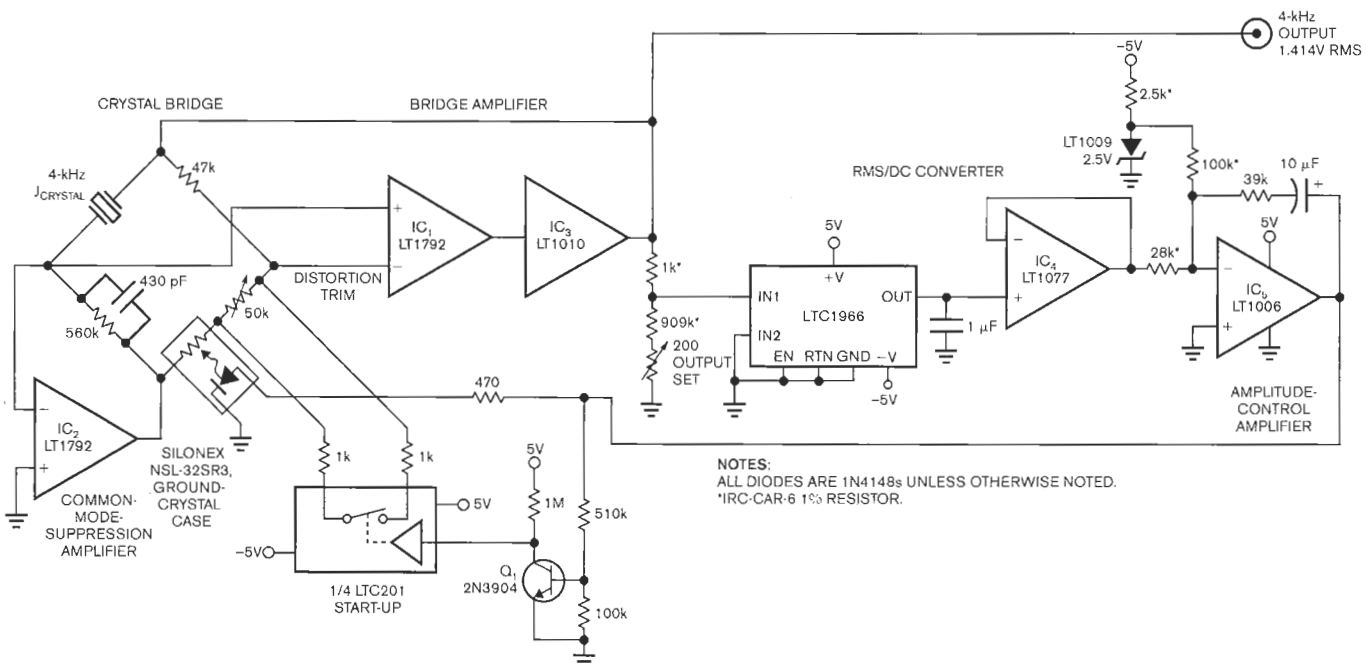 4-kHz
OUTPUT
1.414V RMS
−5V
2.5k*
CRYSTAL BRIDGE
BRIDGE AMPLIFIER
LT1009
2.5V
47k
4-kHz
JCRYSTAL
RMS/DC CONVERTER
100k*
10 µF
39k
+
+
IC1
LT1792
−
IC3
LT1010
5V
−
IC4
LT1077
+
5V
DISTORTION
TRIM
1k*
28k*
430 pF
50k
560k
+V
IN1
OUT
LTC1966
IN2
EN
RTN
GND
−V
−5V
1 µF
−
IC5
LT1006
+
909k*
200
OUTPUT
SET
470
AMPLITUDE-
CONTROL
AMPLIFIER
−
IC2
LT1792
+
SILONEX
NSL-32SR3,
GROUND-
CRYSTAL
CASE
COMMON-
MODE-
SUPPRESSION
AMPLIFIER
1k
1k
5V
−5V
5V
1M
510k
NOTES:
ALL DIODES ARE 1N4148s UNLESS OTHERWISE NOTED.
*IRC-CAR-6 1% RESISTOR.
1/4 LTC201
START-UP
Q1
2N3904
100k